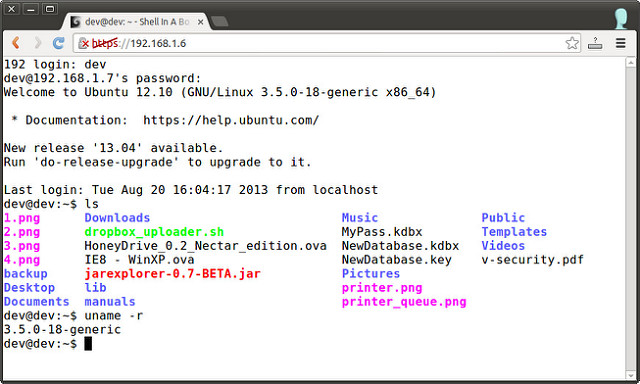 dev@dev: ~ - Shell In A Bo
https://192.168.1.6
192 login: dev
dev@192.168.1.7's password:
Welcome to Ubuntu 12.10 (GNU/Linux 3.5.0-18-generic x86_64)
* Documentation:  https://help.ubuntu.com/
New release '13.04' available.
Run 'do-release-upgrade' to upgrade to it.
Last login: Tue Aug 20 16:04:17 2013 from localhost
dev@dev:~$ ls
1.png Downloads Music Public
2.png dropbox_uploader.sh MyPass.kdbx Templates
3.png HoneyDrive_0.2_Nectar_edition.ova NewDatabase.kdbx Videos
4.png IE8 - WinXP.ova NewDatabase.key v-security.pdf
backup jarexplorer-0.7-BETA.jar Pictures
Desktop lib printer.png
Documents manuals printer_queue.png
dev@dev:~$ uname -r
3.5.0-18-generic
dev@dev:~$